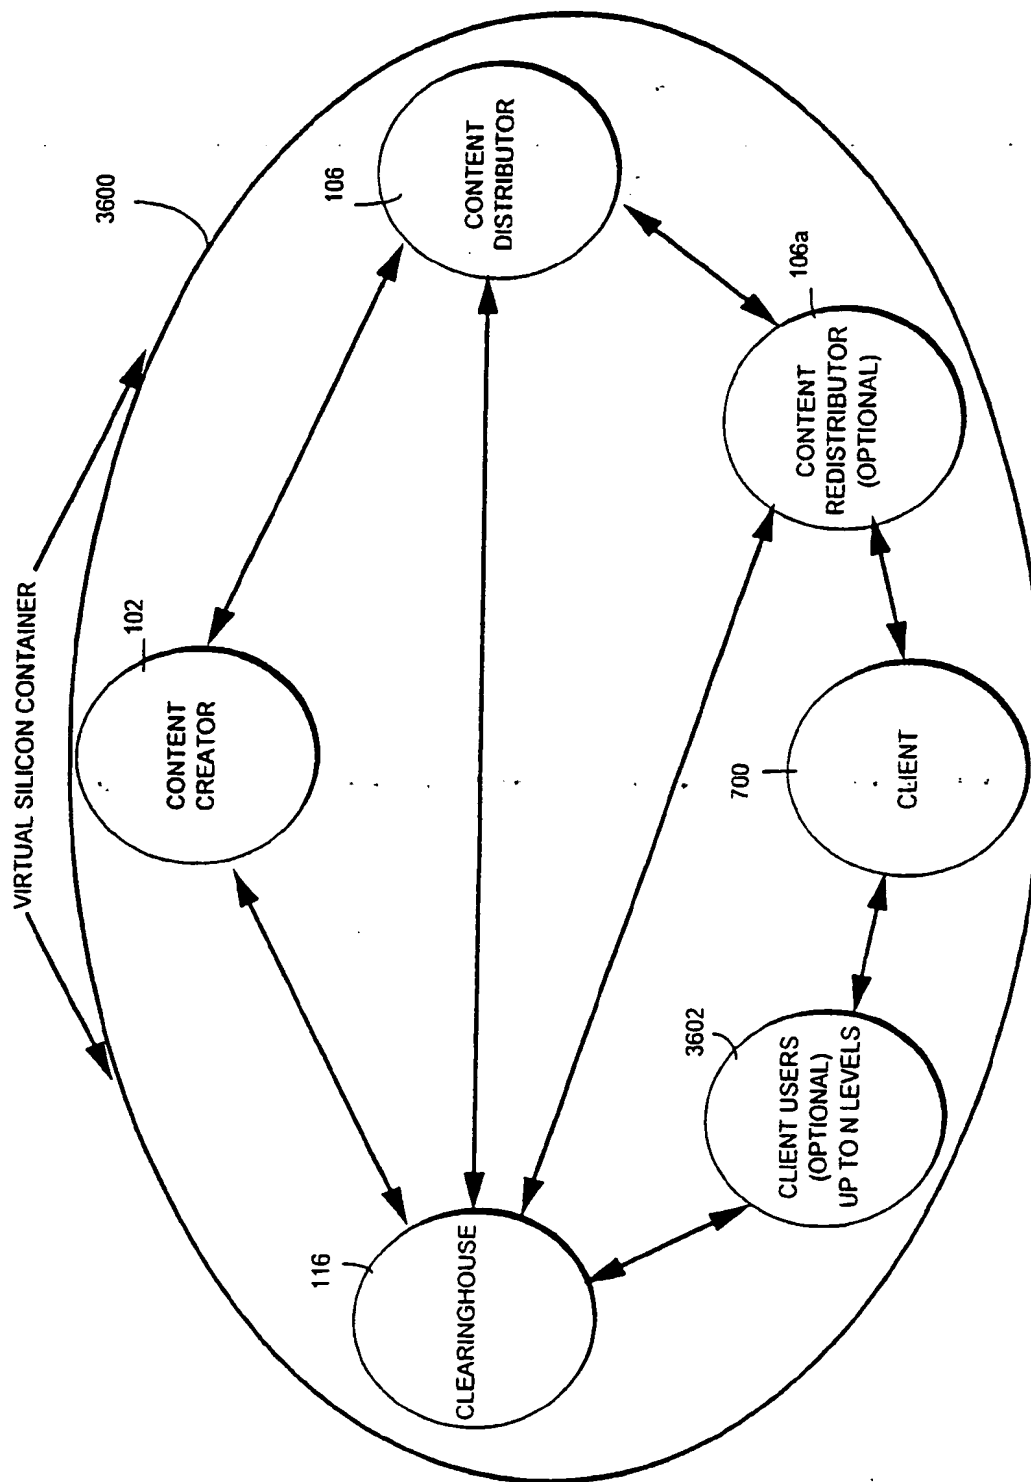 VIRTUAL SILICON CONTAINER
3600
102
CONTENT
CREATOR
106
CONTENT
DISTRIBUTOR
116
CLEARINGHOUSE
106a
CONTENT
REDISTRIBUTOR
(OPTIONAL)
3602
CLIENT USERS
(OPTIONAL)
UP TO N LEVELS
700
CLIENT